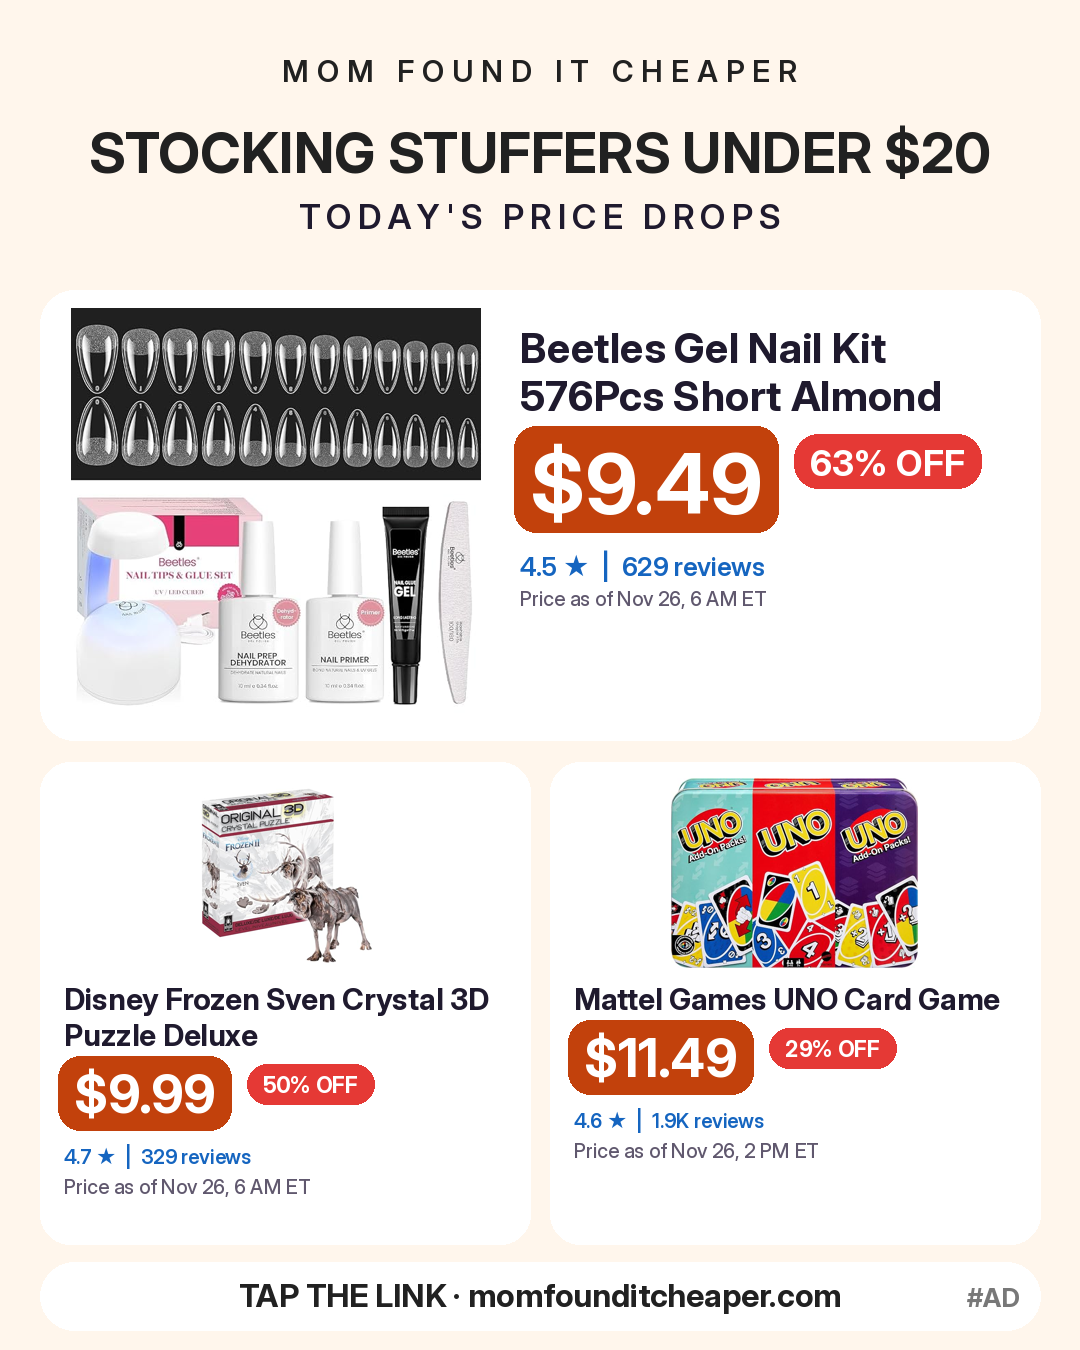 MOM FOUND IT CHEAPER
STOCKING STUFFERS UNDER $20
TODAY'S PRICE DROPS
Beetles Gel Nail Kit
576Pcs Short Almond
$9.49
63% OFF
4.5 ★ | 629 reviews
Price as of Nov 26, 6 AM ET
Beetles
NAIL TIPS & GLUE SET
UV / LED CURED
Beetles
NAIL PREP
DEHYDRATOR
Dehyd-
rator
Beetles
NAIL PRIMER
Primer
Beetles
NAIL GLUE
GEL
Beetles
ORIGINAL 3D
CRYSTAL PUZZLE
FROZEN II
Disney Frozen Sven Crystal 3D
Puzzle Deluxe
$9.99
50% OFF
4.7 ★ | 329 reviews
Price as of Nov 26, 6 AM ET
UNO
Add-On Packs!
UNO
UNO
Add-On Packs!
Mattel Games UNO Card Game
$11.49
29% OFF
4.6 ★ | 1.9K reviews
Price as of Nov 26, 2 PM ET
TAP THE LINK · momfounditcheaper.com
#AD